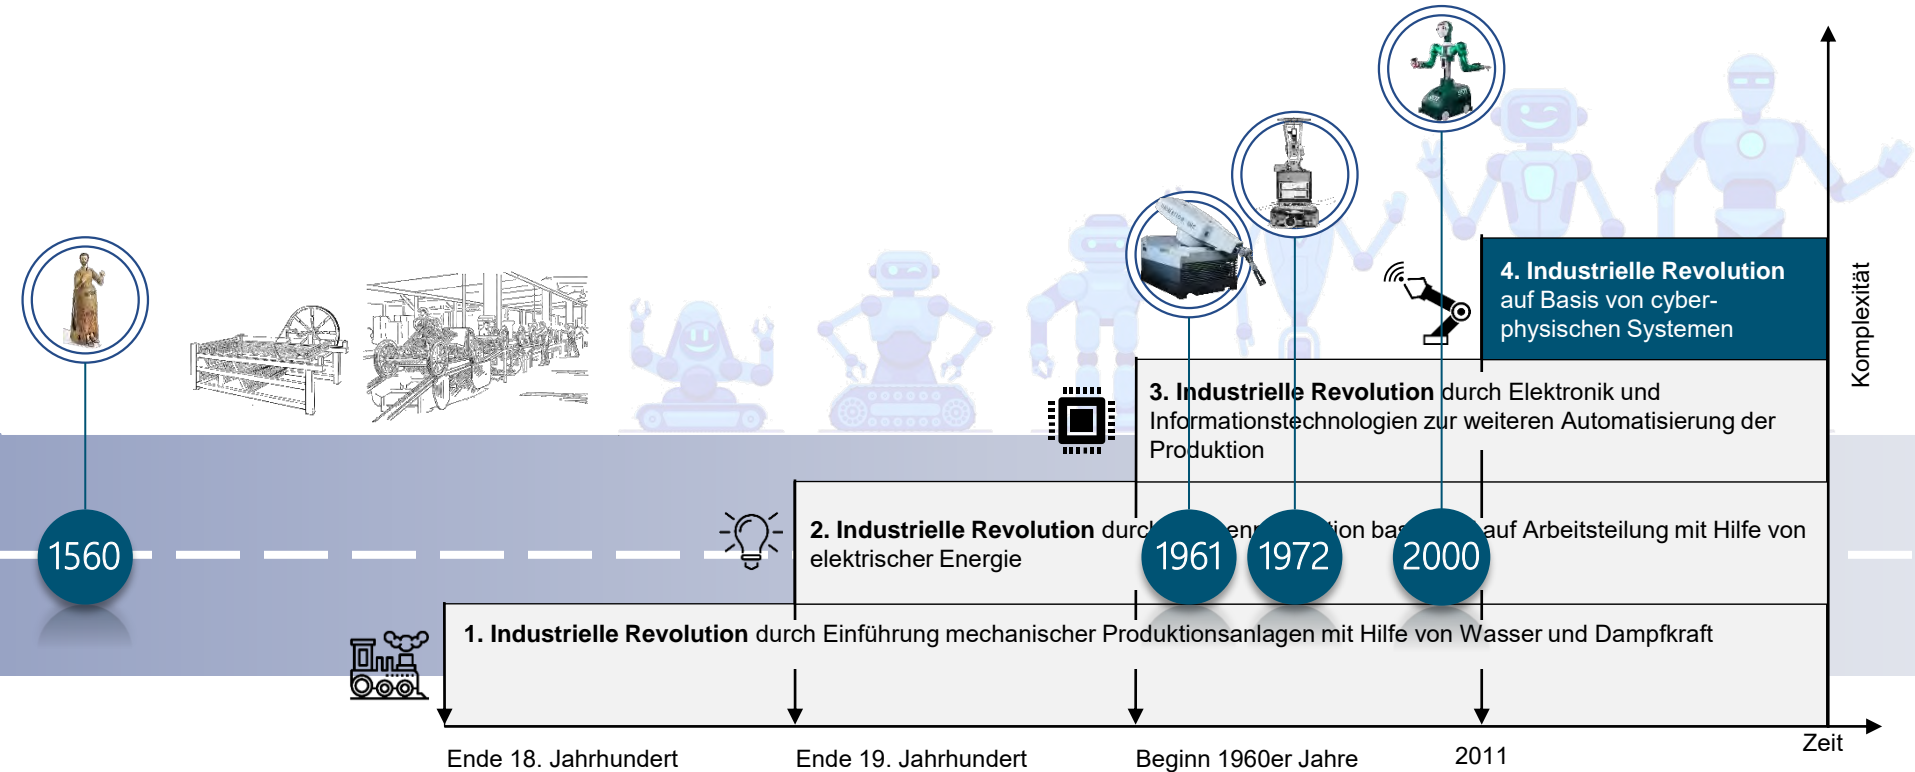 4. Industrielle Revolution
auf Basis von cyber-
physischen Systemen
Komplexität
3. Industrielle Revolution durch Elektronik und
Informationstechnologien zur weiteren Automatisierung der
Produktion
2. Industrielle Revolution auf Arbeitsteilung mit Hilfe von
elektrischer Energie
1560
1961
1972
2000
1. Industrielle Revolution durch Einführung mechanischer Produktionsanlagen mit Hilfe von Wasser und Dampfkraft
Zeit
Ende 18. Jahrhundert
Ende 19. Jahrhundert
Beginn 1960er Jahre
2011